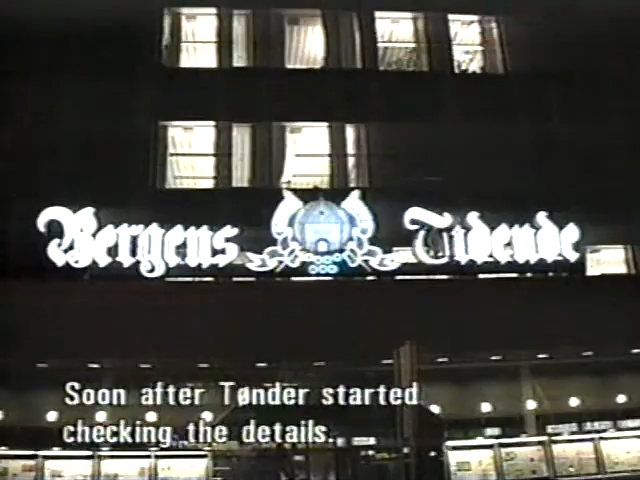 Bergens Tidende
Soon after Tønder started
checking the details.